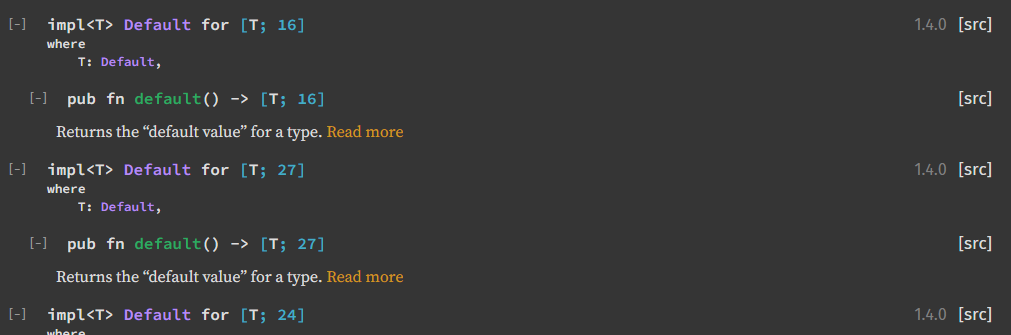 [-] impl<T> Default for [T; 16] 1.4.0 [src]
where
T: Default,
[-] pub fn default() -> [T; 16] [src]
Returns the “default value” for a type. Read more
[-] impl<T> Default for [T; 27] 1.4.0 [src]
where
T: Default,
[-] pub fn default() -> [T; 27] [src]
Returns the “default value” for a type. Read more
[-] impl<T> Default for [T; 24] 1.4.0 [src]
where